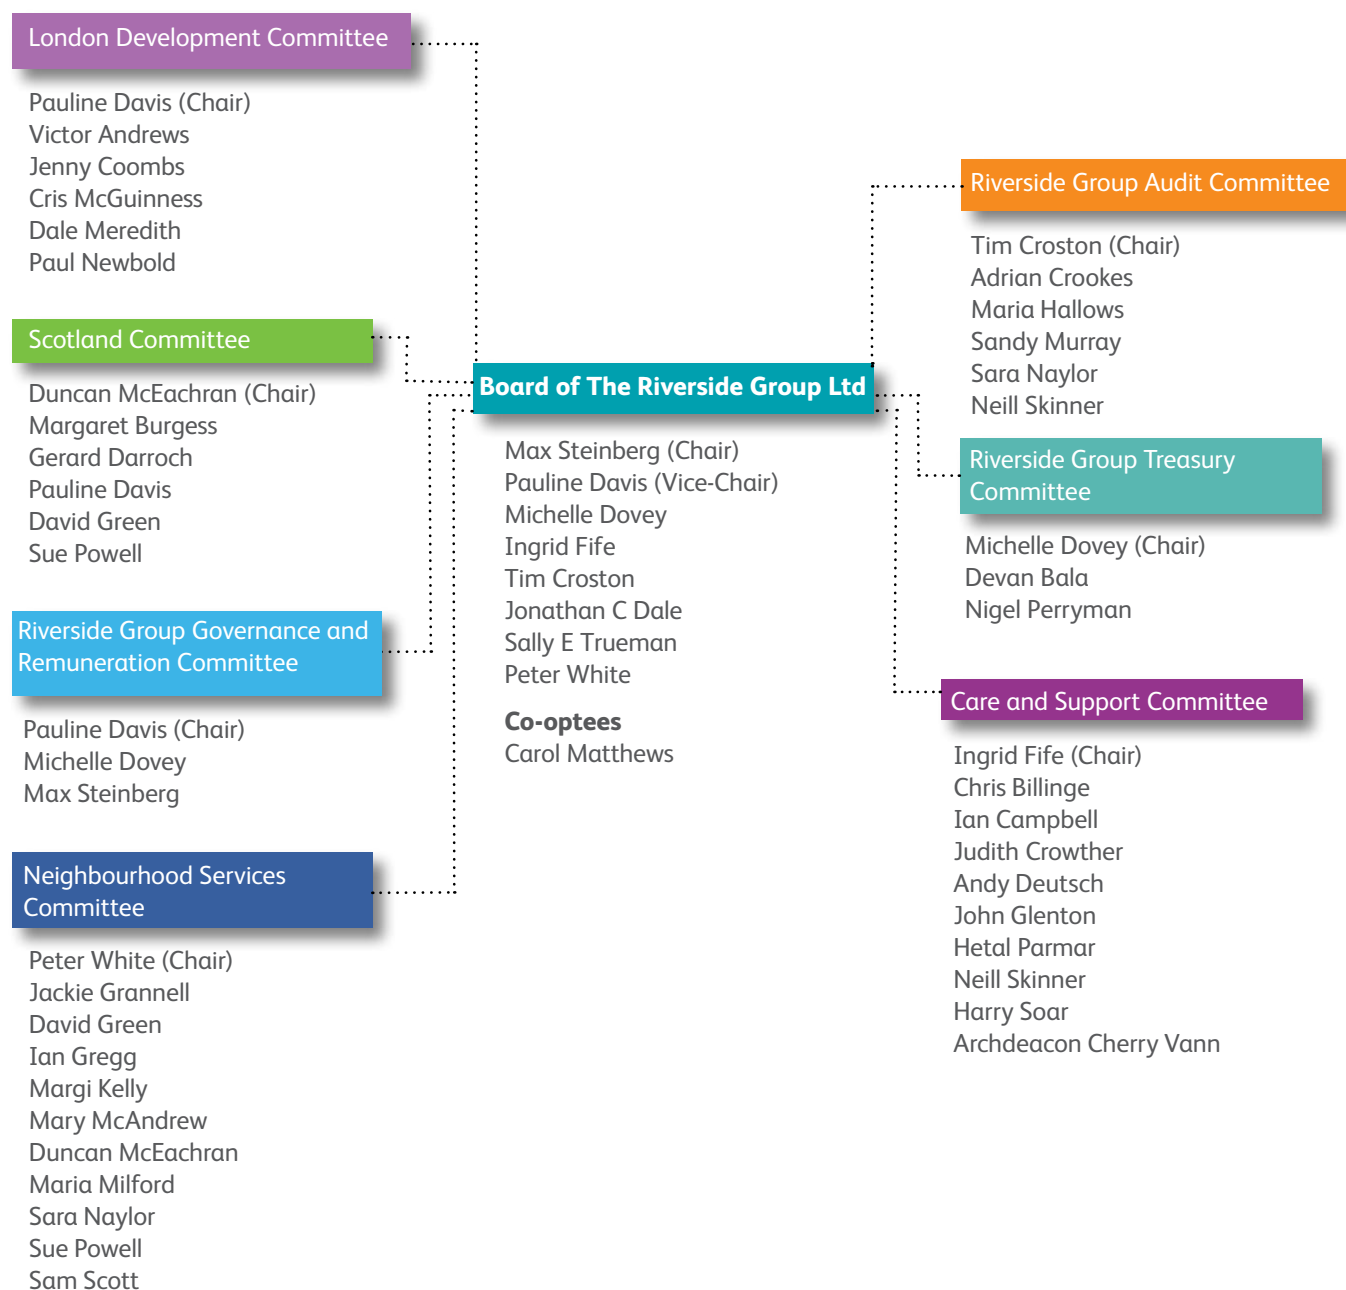 London Development Committee
Pauline Davis (Chair)
Victor Andrews
Jenny Coombs
Cris McGuinness
Dale Meredith
Paul Newbold
Scotland Committee
Duncan McEachran (Chair)
Margaret Burgess
Gerard Darroch
Pauline Davis
David Green
Sue Powell
Riverside Group Governance and
Remuneration Committee
Pauline Davis (Chair)
Michelle Dovey
Max Steinberg
Neighbourhood Services
Committee
Peter White (Chair)
Jackie Grannell
David Green
Ian Gregg
Margi Kelly
Mary McAndrew
Duncan McEachran
Maria Milford
Sara Naylor
Sue Powell
Sam Scott
Board of The Riverside Group Ltd
Max Steinberg (Chair)
Pauline Davis (Vice-Chair)
Michelle Dovey
Ingrid Fife
Tim Croston
Jonathan C Dale
Sally E Trueman
Peter White
Co-optees
Carol Matthews
Riverside Group Audit Committee
Tim Croston (Chair)
Adrian Crookes
Maria Hallows
Sandy Murray
Sara Naylor
Neill Skinner
Riverside Group Treasury
Committee
Michelle Dovey (Chair)
Devan Bala
Nigel Perryman
Care and Support Committee
Ingrid Fife (Chair)
Chris Billinge
Ian Campbell
Judith Crowther
Andy Deutsch
John Glenton
Hetal Parmar
Neill Skinner
Harry Soar
Archdeacon Cherry Vann